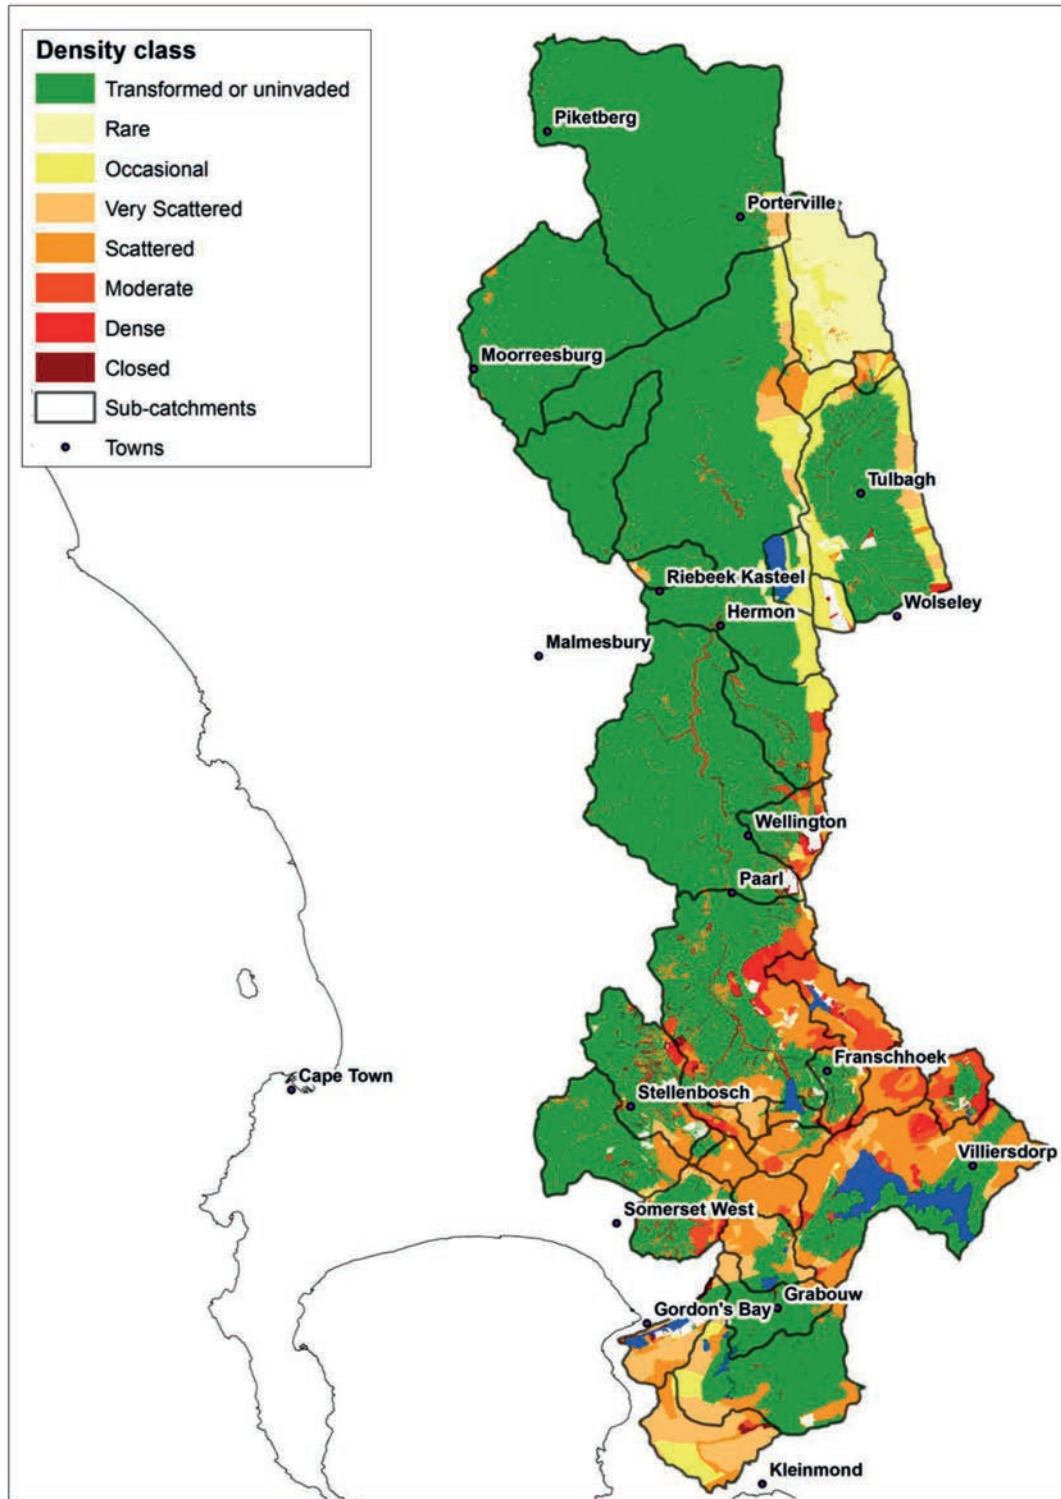 Density class
Transformed or uninvaded
Rare
Occasional
Very Scattered
Scattered
Moderate
Dense
Closed
Sub-catchments
Towns
Piketberg
Porterville
Moorreesburg
Tulbagh
Riebeek Kasteel
Wolseley
Hermon
Malmesbury
Wellington
Paarl
Franschhoek
Cape Town
Stellenbosch
Villiersdorp
Somerset West
Grabouw
Gordon's Bay
Kleinmond